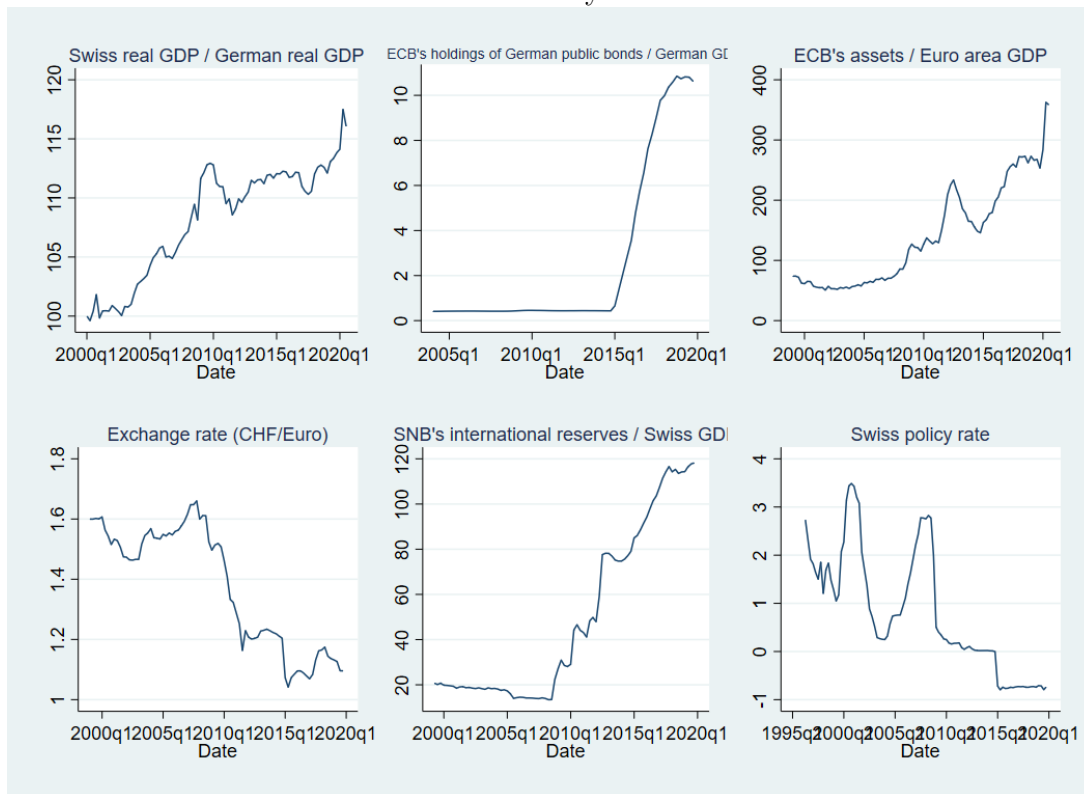 Swiss real GDP / German real GDP
120
115
110
105
100
2000q1 2005q1 2010q1 2015q1 2020q1
Date
ECB's holdings of German public bonds / German GD
10
8
6
4
2
0
2005q1 2010q1 2015q1 2020q1
Date
ECB's assets / Euro area GDP
400
300
200
100
0
2000q1 2005q1 2010q1 2015q1 2020q1
Date
Exchange rate (CHF/Euro)
1.8
1.6
1.4
1.2
1
2000q1 2005q1 2010q1 2015q1 2020q1
Date
SNB's international reserves / Swiss GD
120
100
80
60
40
20
2000q1 2005q1 2010q1 2015q1 2020q1
Date
Swiss policy rate
4
3
2
1
0
-1
1995q1 2000q1 2005q1 2010q1 2015q1 2020q1
Date